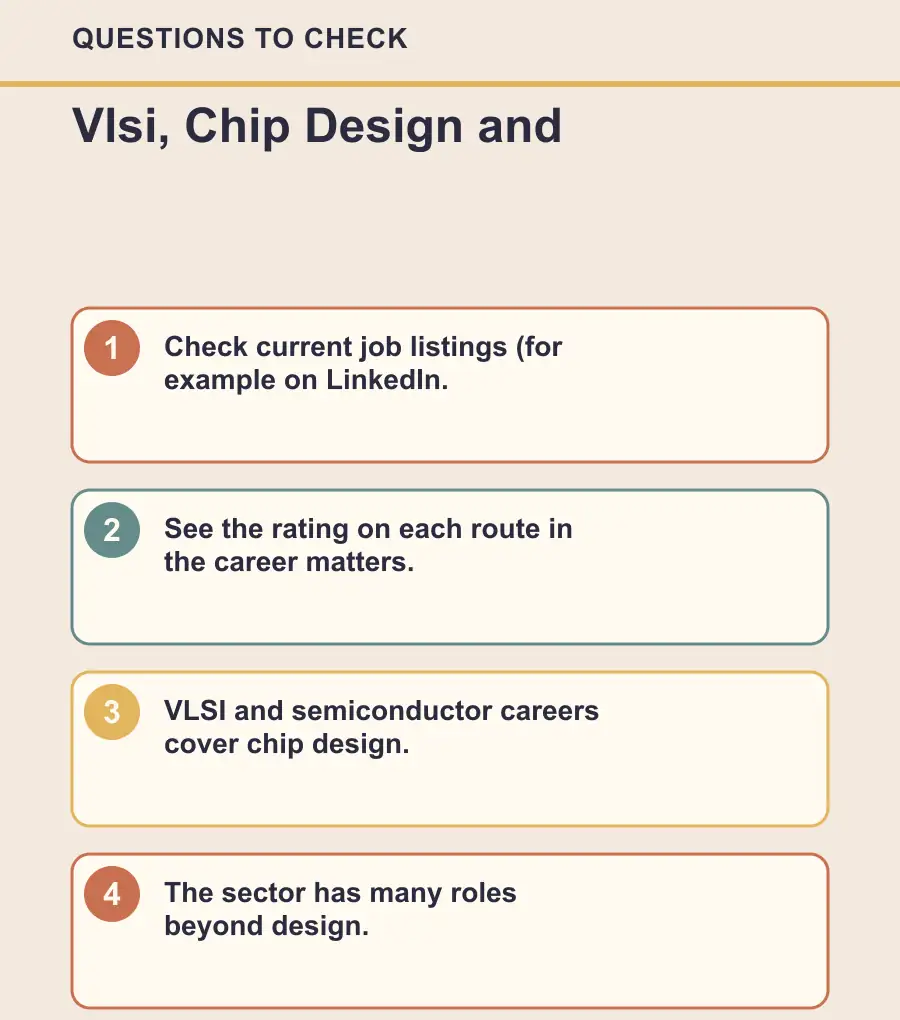 QUESTIONS TO CHECK
Vlsi, Chip Design and
1
Check current job listings (for
example on LinkedIn.
2
See the rating on each route in
the career matters.
3
VLSI and semiconductor careers
cover chip design.
4
The sector has many roles
beyond design.